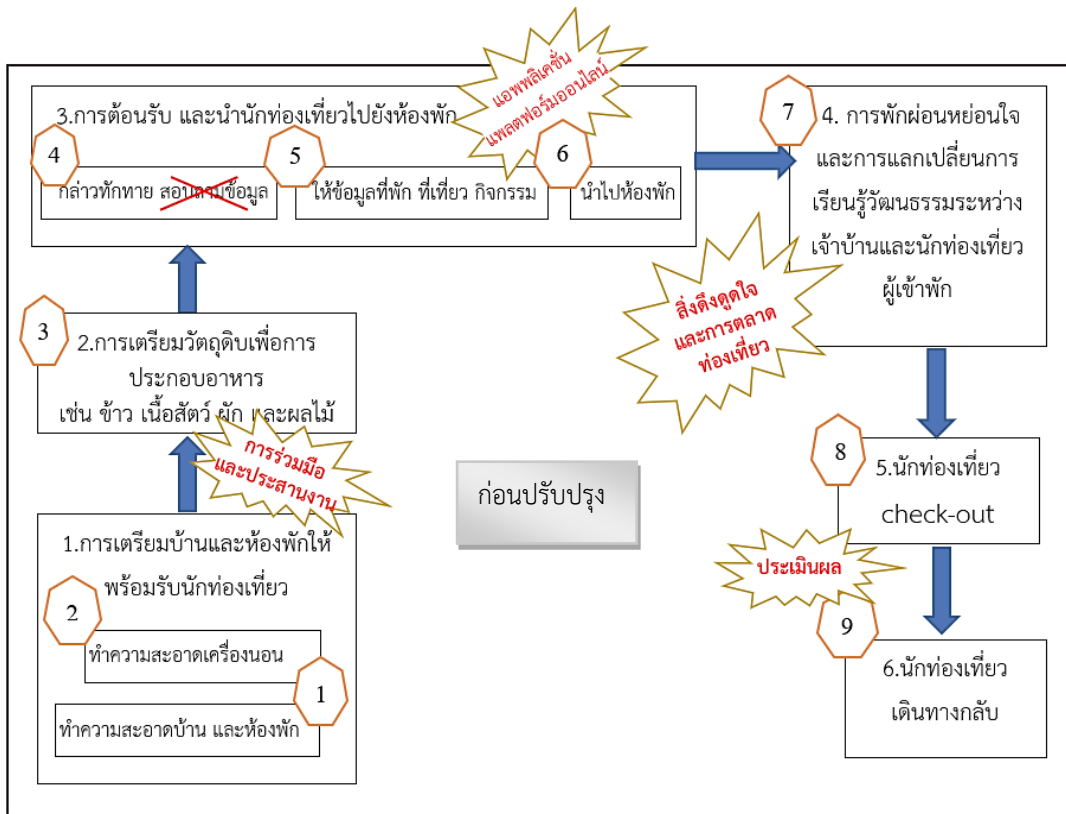 แอพพลิเคชั่น
แพลตฟอร์มออนไลน์
3.การต้อนรับ และนำนักท่องเที่ยวไปยังห้องพัก
4
5
6
กล่าวทักทาย สอบถามข้อมูล
ให้ข้อมูลที่พัก ที่เที่ยว กิจกรรม
นำไปห้องพัก
7
4. การพักผ่อนหย่อนใจ
และการแลกเปลี่ยนการ
เรียนรู้วัฒนธรรมระหว่าง
เจ้าบ้านและนักท่องเที่ยว
ผู้เข้าพัก
สิ่งดึงดูดใจ
และการตลาด
ท่องเที่ยว
3
2.การเตรียมวัตถุดิบเพื่อการ
ประกอบอาหาร
เช่น ข้าว เนื้อสัตว์ ผัก และผลไม้
การร่วมมือ
และประสานงาน
ก่อนปรับปรุง
8
5.นักท่องเที่ยว
check-out
1.การเตรียมบ้านและห้องพักให้
พร้อมรับนักท่องเที่ยว
2
ทำความสะอาดเครื่องนอน
1
ทำความสะอาดบ้าน และห้องพัก
ประเมินผล
9
6.นักท่องเที่ยว
เดินทางกลับ